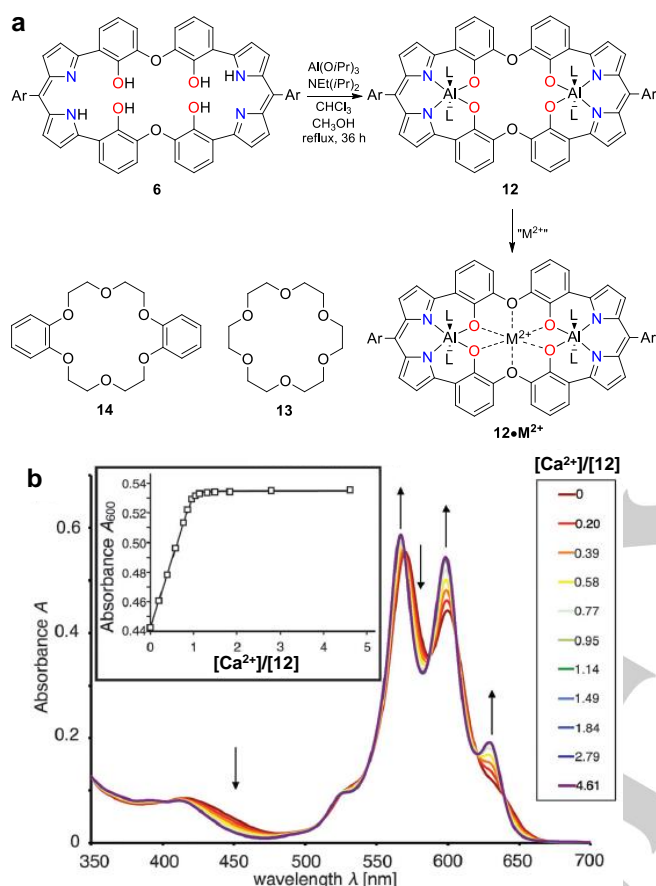 a
Ar
N
OH
OH
HN
Ar
NH
OH
OH
N
O
O
6
Al(OiPr)3
NEt(iPr)2
CHCl3
CH3OH
reflux, 36 h
Ar
N
L
Al
L
O
O
O
O
O
O
L
Al
L
N
N
N
Ar
12
"M2+"
O
O
O
O
O
O
14
O
O
O
O
O
O
13
Ar
N
L
Al
L
N
O
O
O
M2+
O
O
O
L
Al
L
N
N
Ar
12•M2+
b
[Ca2+]/[12]
0
0.20
0.39
0.58
0.77
0.95
1.14
1.49
1.84
2.79
4.61
Absorbance A600
0.54
0.52
0.50
0.48
0.46
0.44
0 1 2 3 4 5
[Ca2+]/[12]
Absorbance A
0.6
0.4
0.2
0
350 400 450 500 550 600 650 700
wavelength λ [nm]